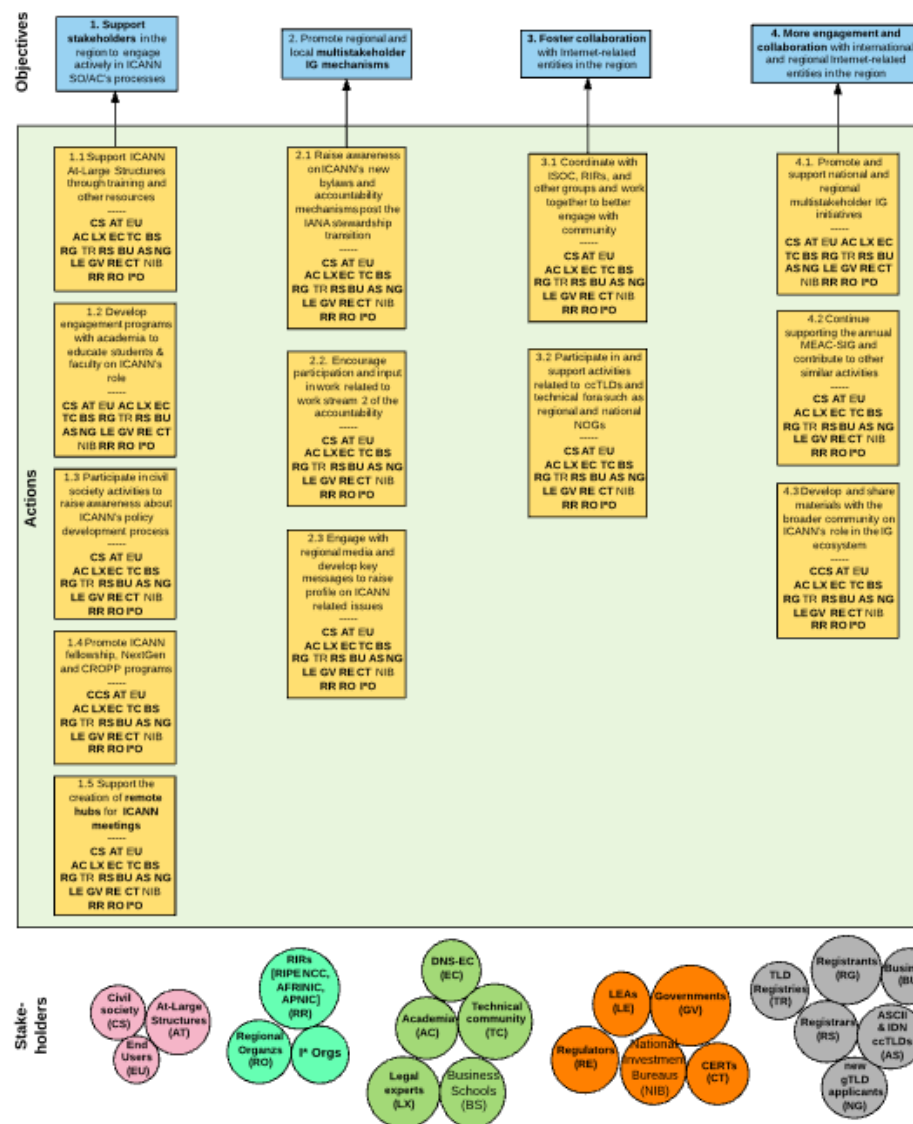 Objectives
1. Support
stakeholders in the
region to engage
actively in ICANN
SO/AC's processes
2. Promote regional and
local multistakeholder
IG mechanisms
3. Foster collaboration
with Internet-related
entities in the region
4. More engagement and
collaboration with international
and regional Internet-related
entities in the region
Actions
1.1 Support ICANN
At-Large Structures
through training and
other resources
-----
CS AT EU
AC LX EC TC BS
RG TR RS BU AS NG
LE GV RE CT NIB
RR RO I*O
1.2 Develop
engagement programs
with academia to
educate students &
faculty on ICANN's
role
-----
CS AT EU AC LX EC
TC BS RG TR RS BU
AS NG LE GV RE CT
NIB RR RO I*O
1.3 Participate in civil
society activities to
raise awareness about
ICANN's policy
development process
-----
CS AT EU
AC LX EC TC BS
RG TR RS BU AS NG
LE GV RE CT NIB
RR RO I*O
1.4 Promote ICANN
fellowship, NextGen
and CROPP programs
-----
CCS AT EU
AC LX EC TC BS
RG TR RS BU AS NG
LE GV RE CT NIB
RR RO I*O
1.5 Support the
creation of remote
hubs for ICANN
meetings
-----
CS AT EU
AC LX EC TC BS
RG TR RS BU AS NG
LE GV RE CT NIB
RR RO I*O
2.1 Raise awareness
on ICANN's new
bylaws and
accountability
mechanisms post the
IANA stewardship
transition
-----
CS AT EU
AC LX EC TC BS
RG TR RS BU AS NG
LE GV RE CT NIB
RR RO I*O
2.2. Encourage
participation and input
in work related to
work stream 2 of the
accountability
-----
CS AT EU
AC LX EC TC BS
RG TR RS BU AS NG
LE GV RE CT NIB
RR RO I*O
2.3 Engage with
regional media and
develop key
messages to raise
profile on ICANN
related issues
-----
CS AT EU
AC LX EC TC BS
RG TR RS BU AS NG
LE GV RE CT NIB
RR RO I*O
3.1 Coordinate with
ISOC, RIRs, and
other groups and work
together to better
engage with
community
-----
CS AT EU
AC LX EC TC BS
RG TR RS BU AS NG
LE GV RE CT NIB
RR RO I*O
3.2 Participate in and
support activities
related to ccTLDs and
technical fora such as
regional and national
NOGs
-----
CS AT EU
AC LX EC TC BS
RG TR RS BU AS NG
LE GV RE CT NIB
RR RO I*O
4.1. Promote and
support national and
regional
multistakeholder IG
initiatives
-----
CS AT EU AC LX EC
TC BS RG TR RS BU
AS NG LE GV RE CT
NIB RR RO I*O
4.2 Continue
supporting the annual
MEAC-SIG and
contribute to other
similar activities
-----
CS AT EU
AC LX EC TC BS
RG TR RS BU AS NG
LE GV RE CT NIB
RR RO I*O
4.3 Develop and share
materials with the
broader community on
ICANN's role in the IG
ecosystem
-----
CCS AT EU
AC LX EC TC BS
RG TR RS BU AS NG
LE GV RE CT NIB
RR RO I*O
Stake-
holders
Civil
society
(CS)
At-Large
Structures
(AT)
End
Users
(EU)
RIRs
[RIPENCC,
AFRINIC,
APNIC]
(RR)
Regional
Organzs
(RO)
I* Orgs
DNS-EC
(EC)
Academia
(AC)
Technical
community
(TC)
Legal
experts
(LX)
Business
Schools
(BS)
LEAs
(LE)
Governments
(GV)
Regulators
(RE)
National
Investment
Bureaus
(NIB)
CERTs
(CT)
TLD
Registries
(TR)
Registrants
(RG)
Registrars
(RS)
ASCII
& IDN
ccTLDs
(AS)
new
gTLD
applicants
(NG)